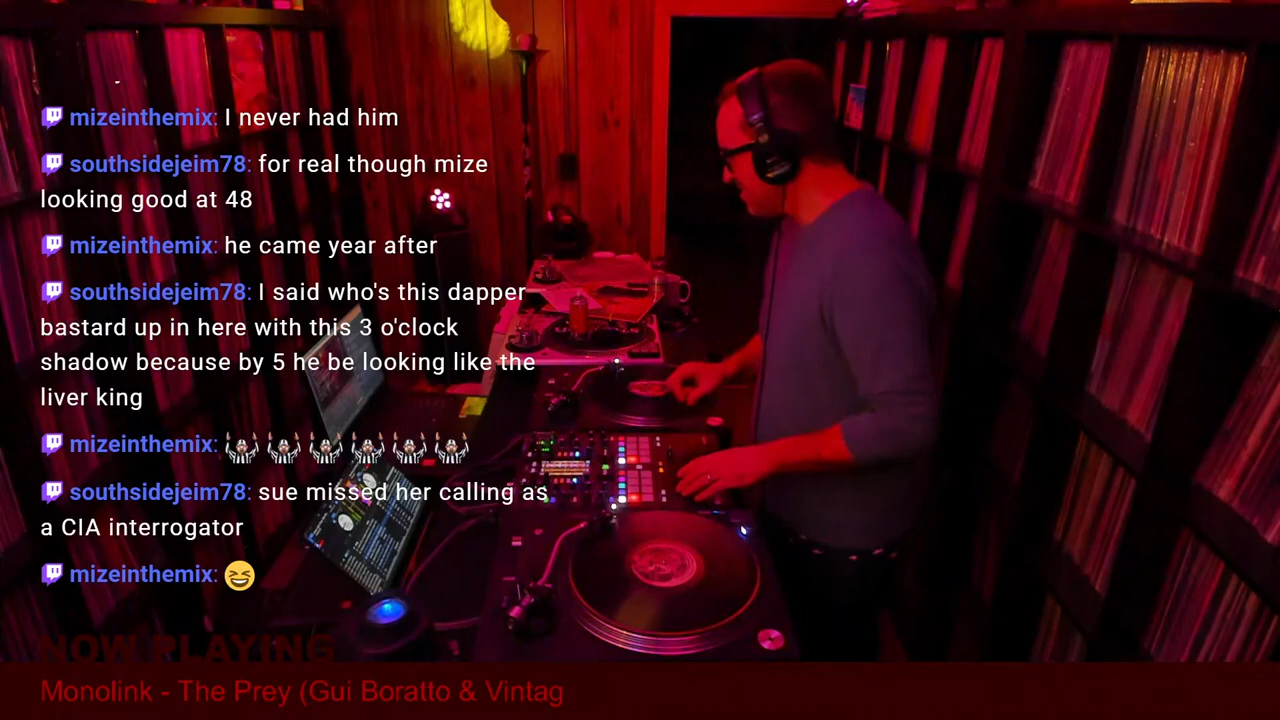 mizeinthemix: I never had him
southsidejeim78: for real though mize
looking good at 48
mizeinthemix: he came year after
southsidejeim78: I said who's this dapper
bastard up in here with this 3 o'clock
shadow because by 5 he be looking like the
liver king
mizeinthemix:
southsidejeim78: sue missed her calling as
a CIA interrogator
mizeinthemix: 😆
NOW PLAYING
Monolink - The Prey (Gui Boratto & Vintag